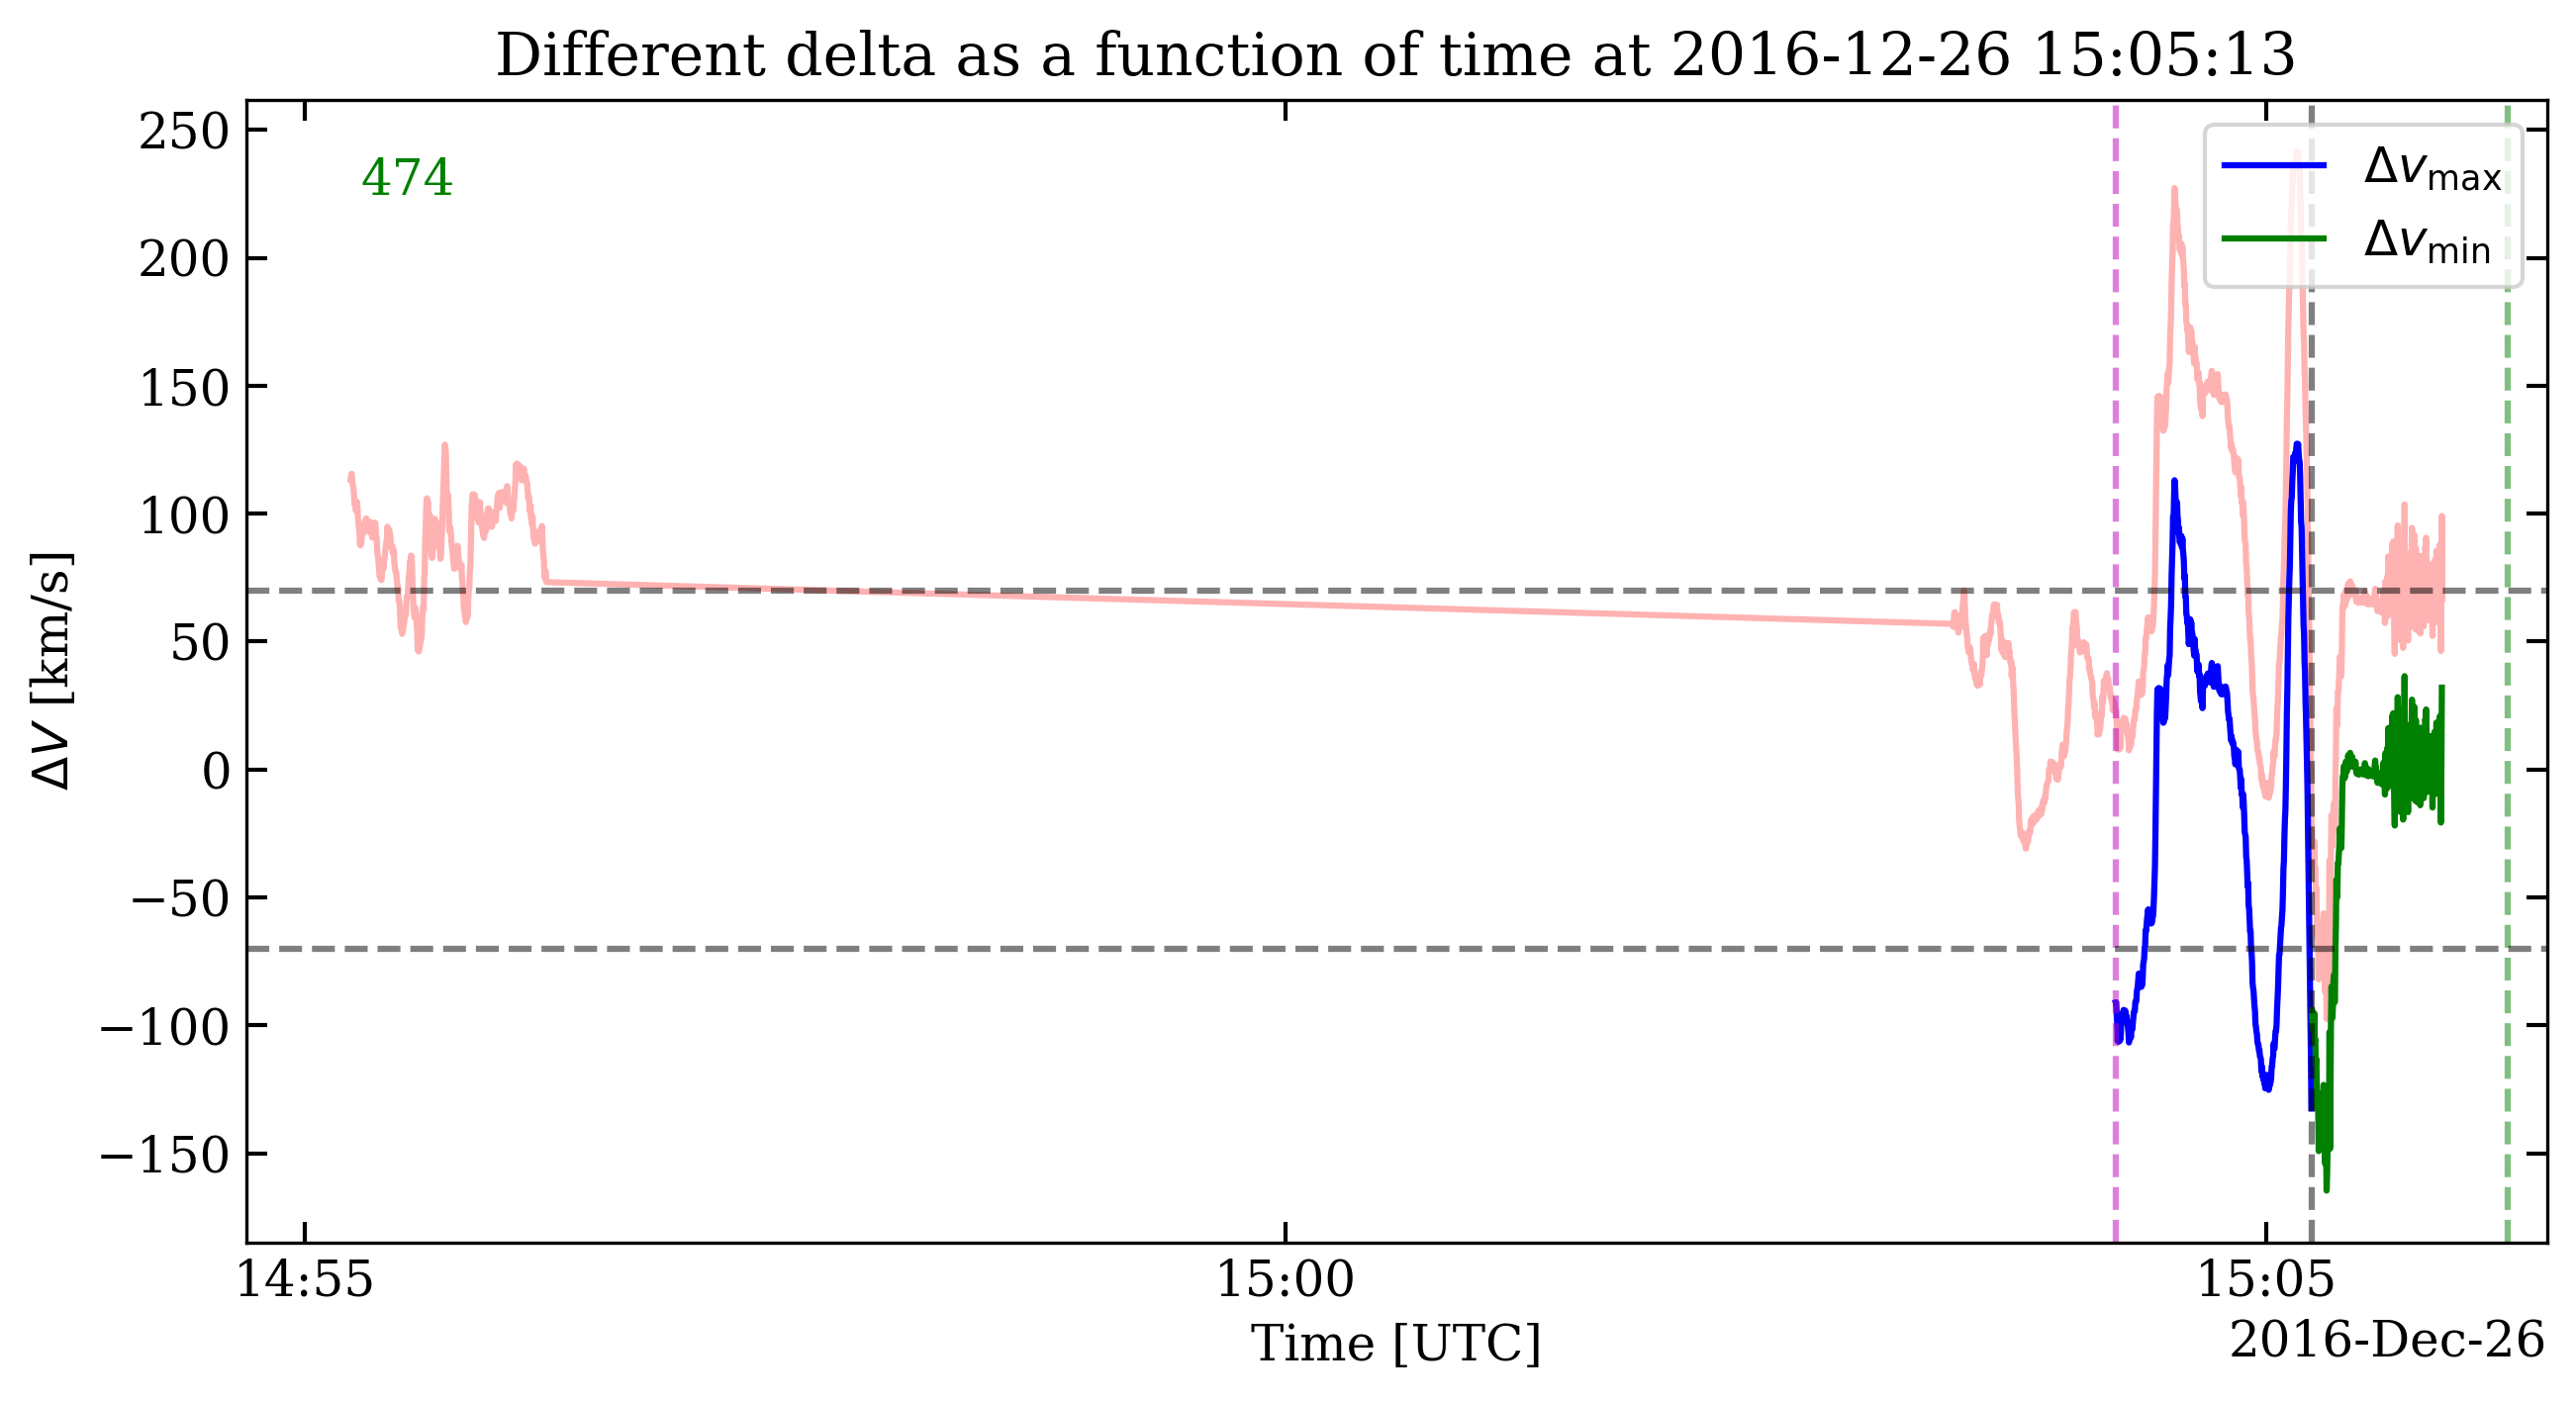 Different delta as a function of time at 2016-12-26 15:05:13
474
Δv_max
Δv_min
250
200
150
100
50
0
−50
−100
−150
ΔV [km/s]
14:55
15:00
15:05
Time [UTC]
2016-Dec-26